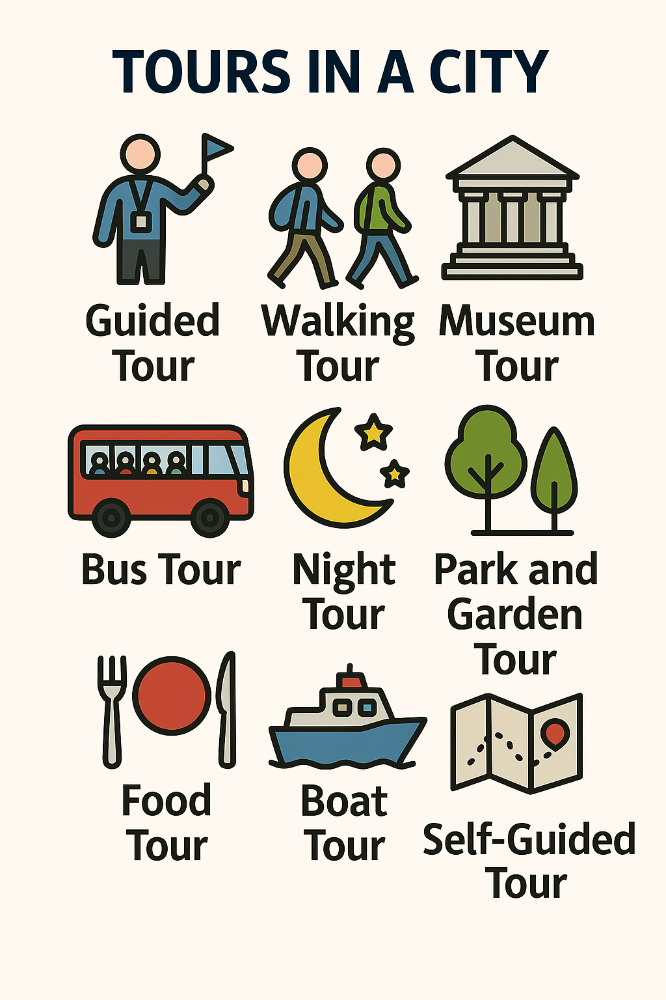 TOURS IN A CITY
Guided
Tour
Walking
Tour
Museum
Tour
Bus Tour
Night
Tour
Park and
Garden
Tour
Food
Tour
Boat
Tour
Self-Guided
Tour